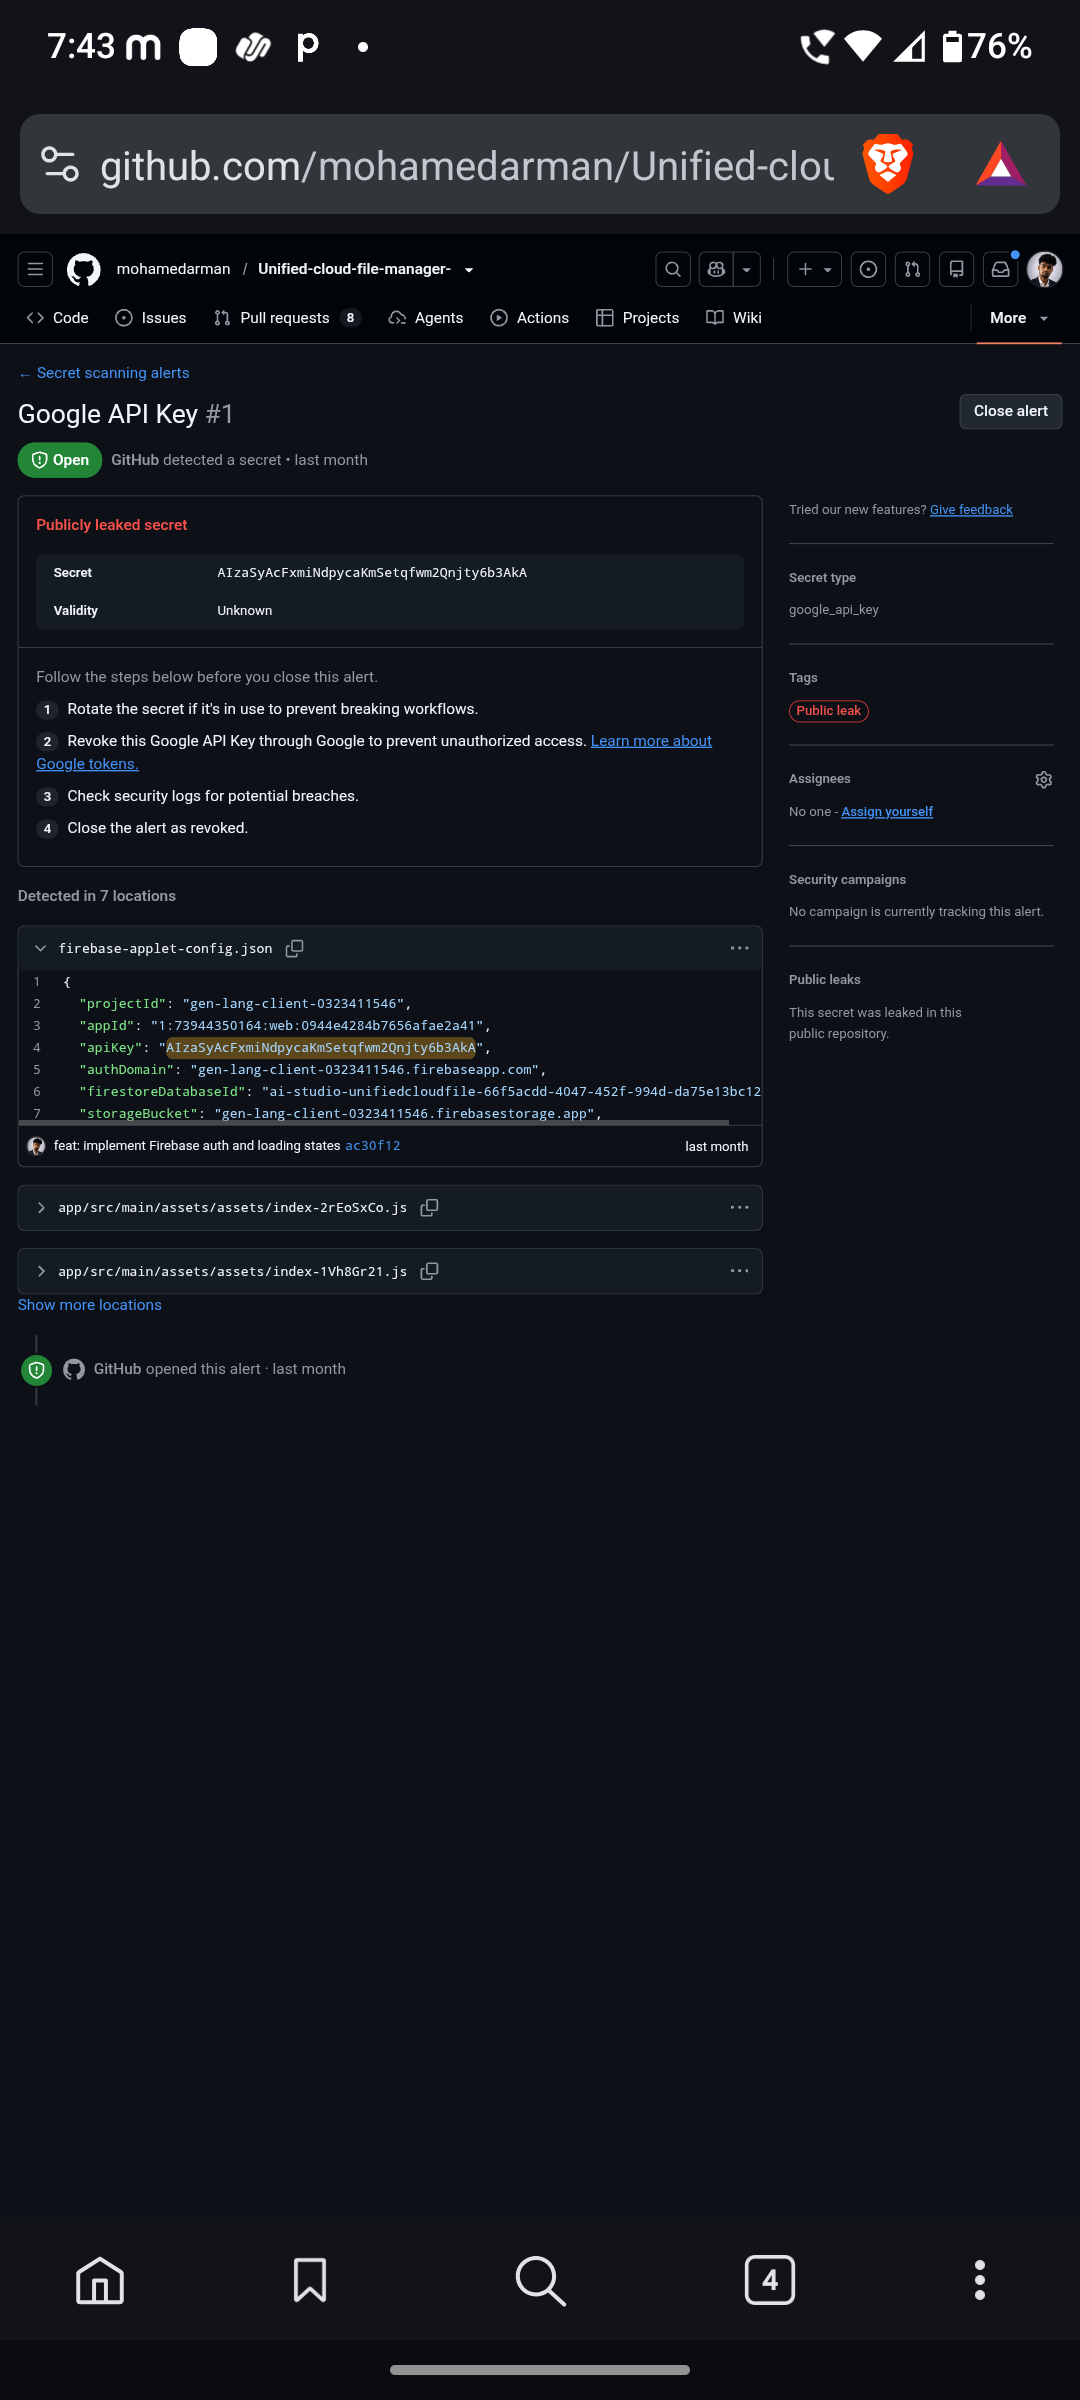 7:43
76%
github.com/mohamedarman/Unified-clou
mohamedarman / Unified-cloud-file-manager-
Code Issues Pull requests 8 Agents Actions Projects Wiki More
← Secret scanning alerts
Google API Key #1
Close alert
Open GitHub detected a secret • last month
Publicly leaked secret
Secret AIzaSyAcFxmiNdpycaKmSetqfwm2Qnjty6b3AkA
Validity Unknown
Follow the steps below before you close this alert.
1 Rotate the secret if it's in use to prevent breaking workflows.
2 Revoke this Google API Key through Google to prevent unauthorized access. Learn more about
Google tokens.
3 Check security logs for potential breaches.
4 Close the alert as revoked.
Detected in 7 locations
firebase-applet-config.json
1 {
2 "projectId": "gen-lang-client-0323411546",
3 "appId": "1:73944350164:web:0944e4284b7656afae2a41",
4 "apiKey": "AIzaSyAcFxmiNdpycaKmSetqfwm2Qnjty6b3AkA",
5 "authDomain": "gen-lang-client-0323411546.firebaseapp.com",
6 "firestoreDatabaseId": "ai-studio-unifiedcloudfile-66f5acdd-4047-452f-994d-da75e13bc12
7 "storageBucket": "gen-lang-client-0323411546.firebasestorage.app",
feat: implement Firebase auth and loading states ac30f12 last month
app/src/main/assets/assets/index-2rEoSxCo.js
app/src/main/assets/assets/index-1Vh8Gr21.js
Show more locations
GitHub opened this alert · last month
Tried our new features? Give feedback
Secret type
google_api_key
Tags
Public leak
Assignees
No one - Assign yourself
Security campaigns
No campaign is currently tracking this alert.
Public leaks
This secret was leaked in this
public repository.
4